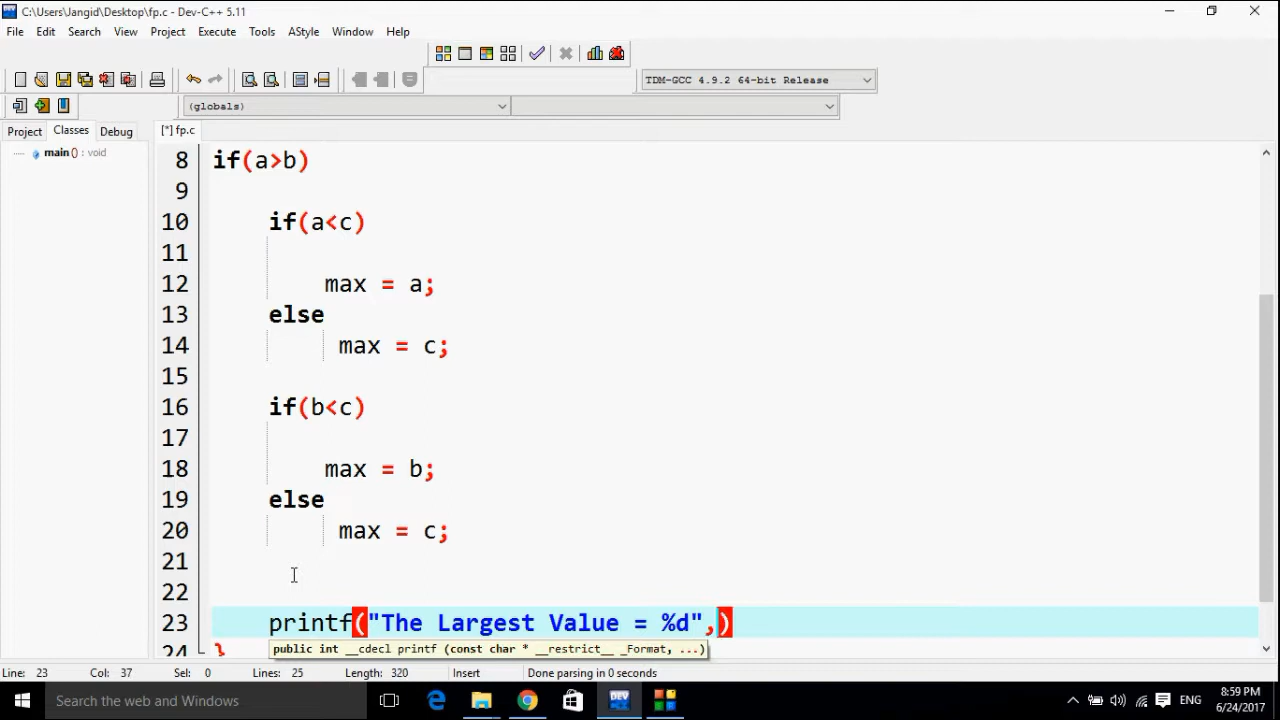 C:\Users\Jangid\Desktop\fp.c - Dev-C++ 5.11
File Edit Search View Project Execute Tools AStyle Window Help
TDM-GCC 4.9.2 64-bit Release
(globals)
Project Classes Debug [*] fp.c
main () : void
8 if(a>b)
9
10 if(a<c)
11
12 max = a;
13 else
14 max = c;
15
16 if(b<c)
17
18 max = b;
19 else
20 max = c;
21
22
23 printf("The Largest Value = %d",)
24 }
public int __cdecl printf (const char * __restrict__ _Format, ...)
Line: 23 Col: 37 Sel: 0 Lines: 25 Length: 320 Insert Done parsing in 0 seconds
Search the web and Windows
DEV
ENG
8:59 PM
6/24/2017